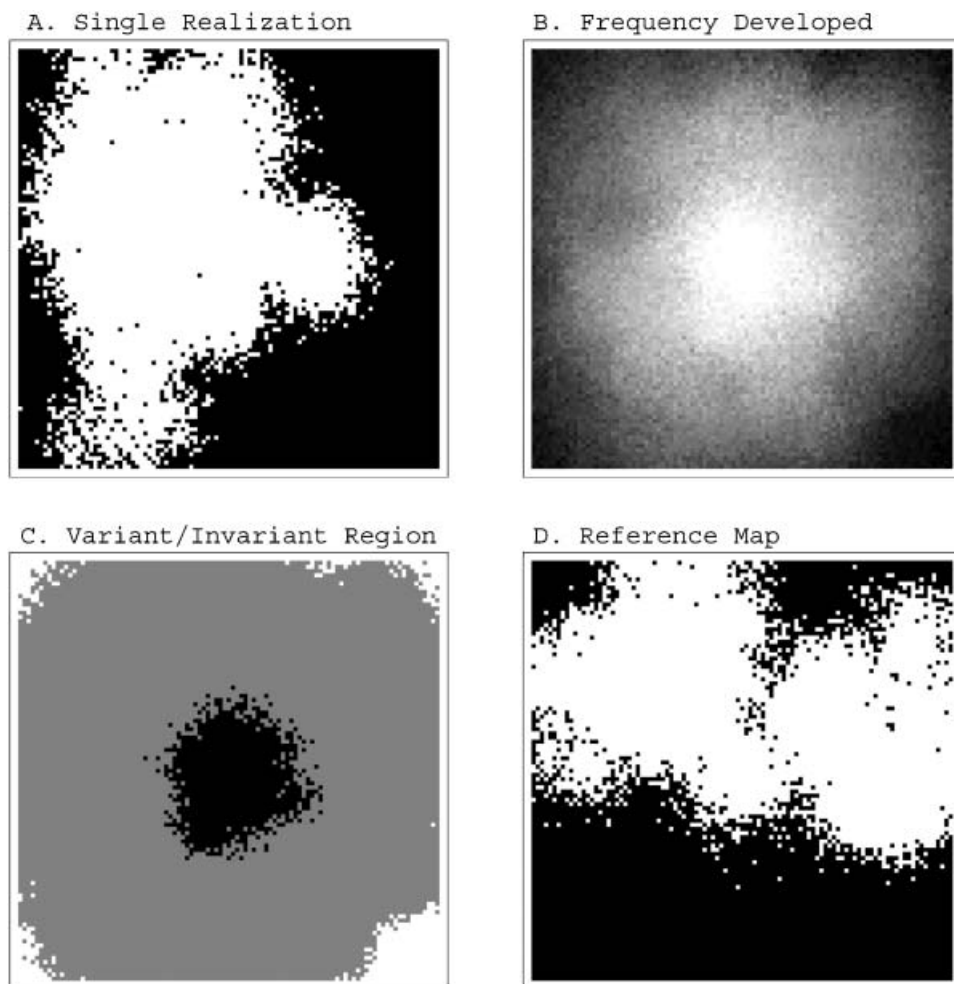 A. Single Realization
B. Frequency Developed
C. Variant/Invariant Region
D. Reference Map